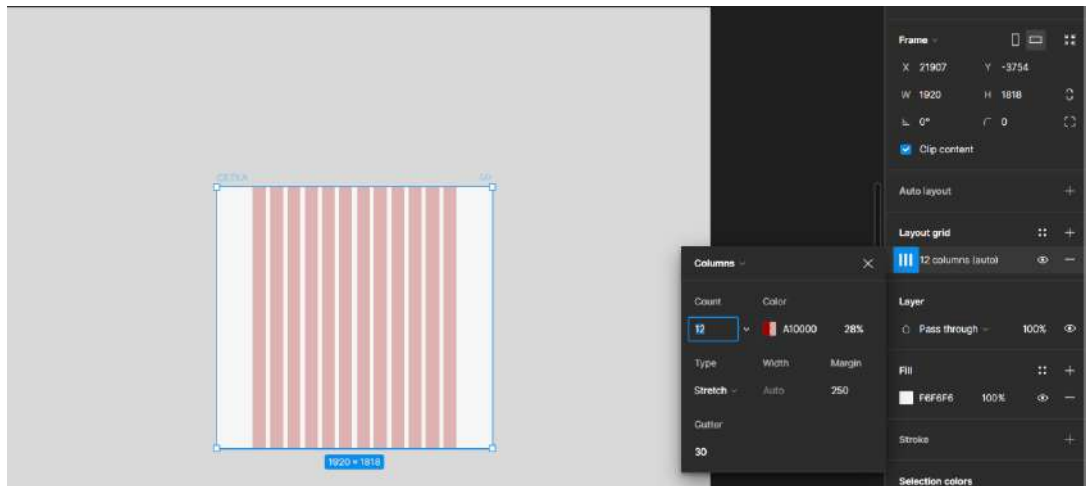 Frame
X 21907 Y -3754
W 1920 H 1818
0° 0
Clip content
Auto layout
Layout grid
12 columns (auto)
Layer
Pass through 100%
Fill
F6F6F6 100%
Stroke
Selection colors
Columns
Count Color
12 A10000 28%
Type Width Margin
Stretch Auto 250
Gutter
30
СЕТКА
1920 × 1818